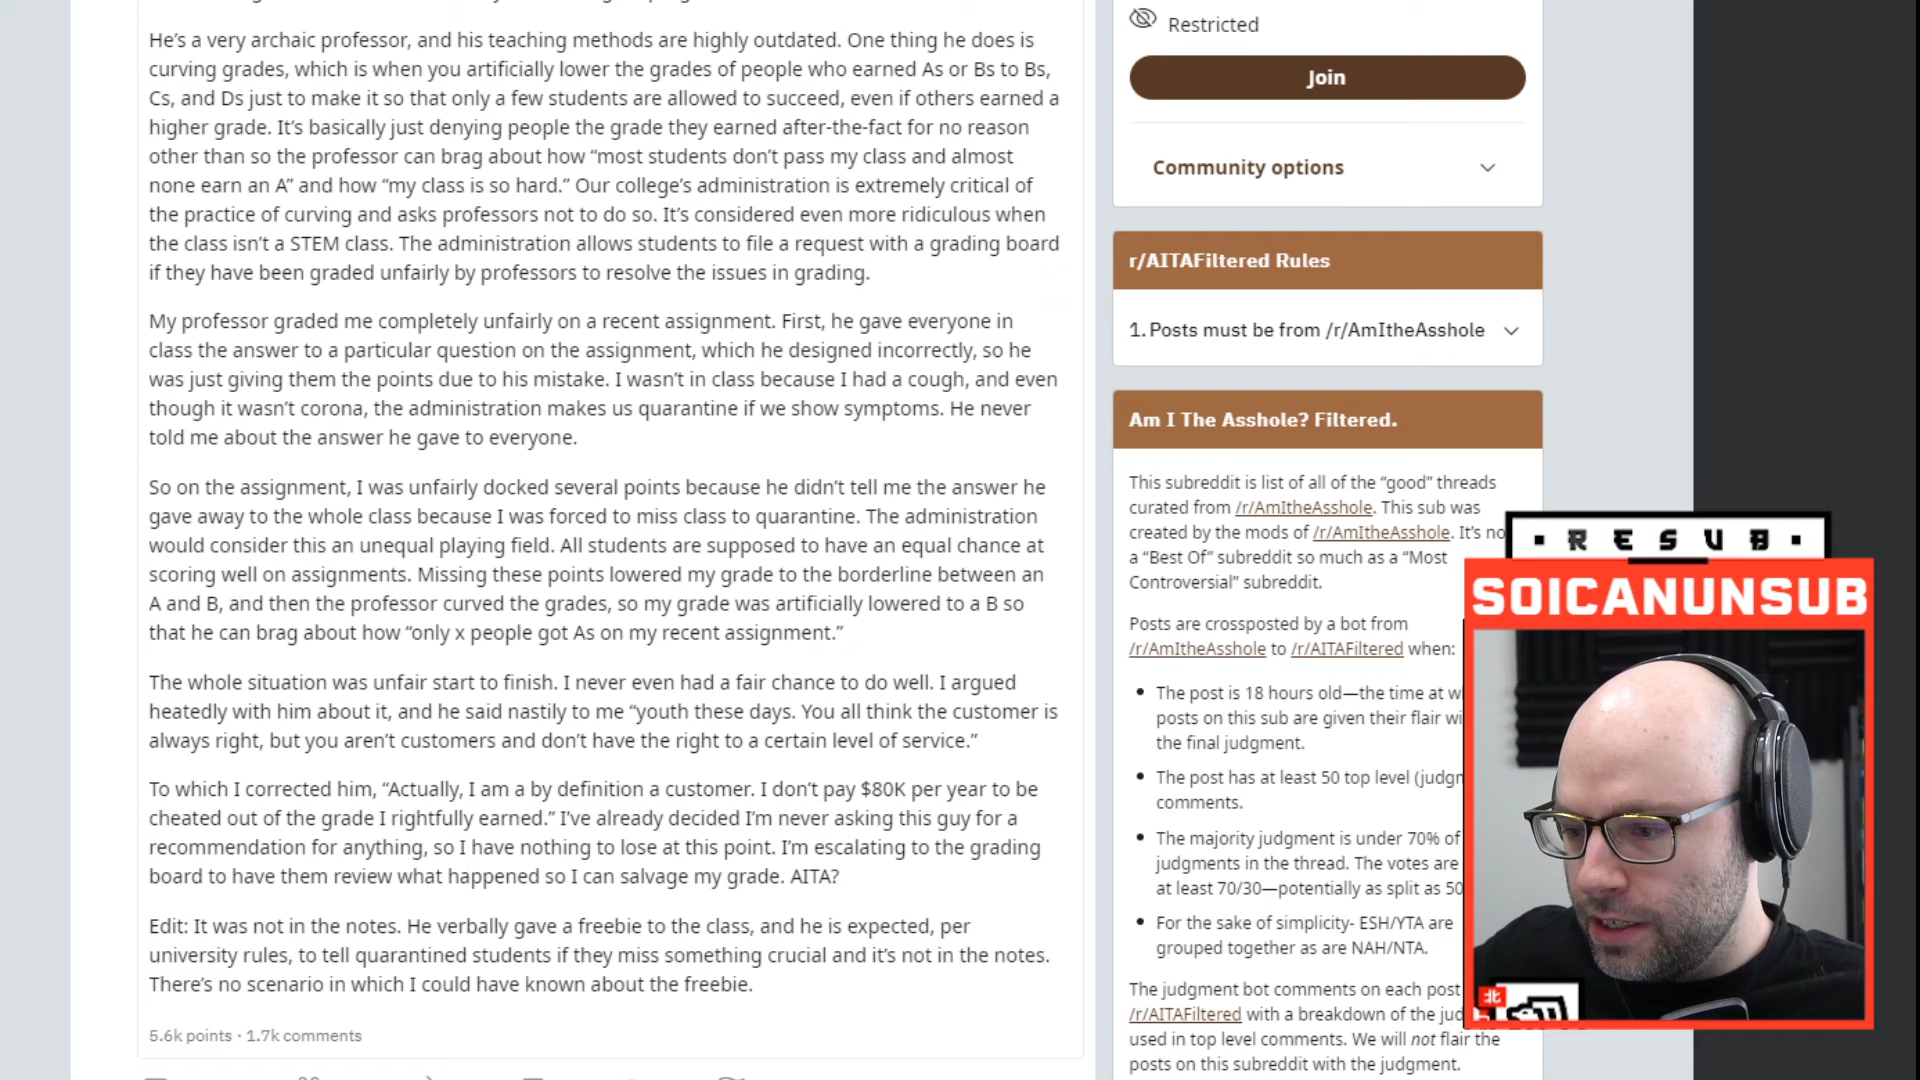 He's a very archaic professor, and his teaching methods are highly outdated. One thing he does is
curving grades, which is when you artificially lower the grades of people who earned As or Bs to Bs,
Cs, and Ds just to make it so that only a few students are allowed to succeed, even if others earned a
higher grade. It's basically just denying people the grade they earned after-the-fact for no reason
other than so the professor can brag about how “most students don't pass my class and almost
none earn an A” and how “my class is so hard.” Our college's administration is extremely critical of
the practice of curving and asks professors not to do so. It's considered even more ridiculous when
the class isn't a STEM class. The administration allows students to file a request with a grading board
if they have been graded unfairly by professors to resolve the issues in grading.
My professor graded me completely unfairly on a recent assignment. First, he gave everyone in
class the answer to a particular question on the assignment, which he designed incorrectly, so he
was just giving them the points due to his mistake. I wasn't in class because I had a cough, and even
though it wasn't corona, the administration makes us quarantine if we show symptoms. He never
told me about the answer he gave to everyone.
So on the assignment, I was unfairly docked several points because he didn't tell me the answer he
gave away to the whole class because I was forced to miss class to quarantine. The administration
would consider this an unequal playing field. All students are supposed to have an equal chance at
scoring well on assignments. Missing these points lowered my grade to the borderline between an
A and B, and then the professor curved the grades, so my grade was artificially lowered to a B so
that he can brag about how “only x people got As on my recent assignment.”
The whole situation was unfair start to finish. I never even had a fair chance to do well. I argued
heatedly with him about it, and he said nastily to me “youth these days. You all think the customer is
always right, but you aren't customers and don't have the right to a certain level of service.”
To which I corrected him, “Actually, I am a by definition a customer. I don't pay $80K per year to be
cheated out of the grade I rightfully earned.” I've already decided I'm never asking this guy for a
recommendation for anything, so I have nothing to lose at this point. I'm escalating to the grading
board to have them review what happened so I can salvage my grade. AITA?
Edit: It was not in the notes. He verbally gave a freebie to the class, and he is expected, per
university rules, to tell quarantined students if they miss something crucial and it's not in the notes.
There's no scenario in which I could have known about the freebie.
5.6k points · 1.7k comments
Restricted
Join
Community options
r/AITAFiltered Rules
1. Posts must be from /r/AmItheAsshole
Am I The Asshole? Filtered.
This subreddit is list of all of the “good” threads
curated from /r/AmItheAsshole. This sub was
created by the mods of /r/AmItheAsshole. It's no
a “Best Of” subreddit so much as a “Most
Controversial” subreddit.
Posts are crossposted by a bot from
/r/AmItheAsshole to /r/AITAFiltered when:
• The post is 18 hours old—the time at w
posts on this sub are given their flair wi
the final judgment.
• The post has at least 50 top level (judgr
comments.
• The majority judgment is under 70% of
judgments in the thread. The votes are
at least 70/30—potentially as split as 50
• For the sake of simplicity- ESH/YTA are
grouped together as are NAH/NTA.
The judgment bot comments on each post
/r/AITAFiltered with a breakdown of the jud
used in top level comments. We will not flair the
posts on this subreddit with the judgment.
• RESUB •
SOICANUNSUB